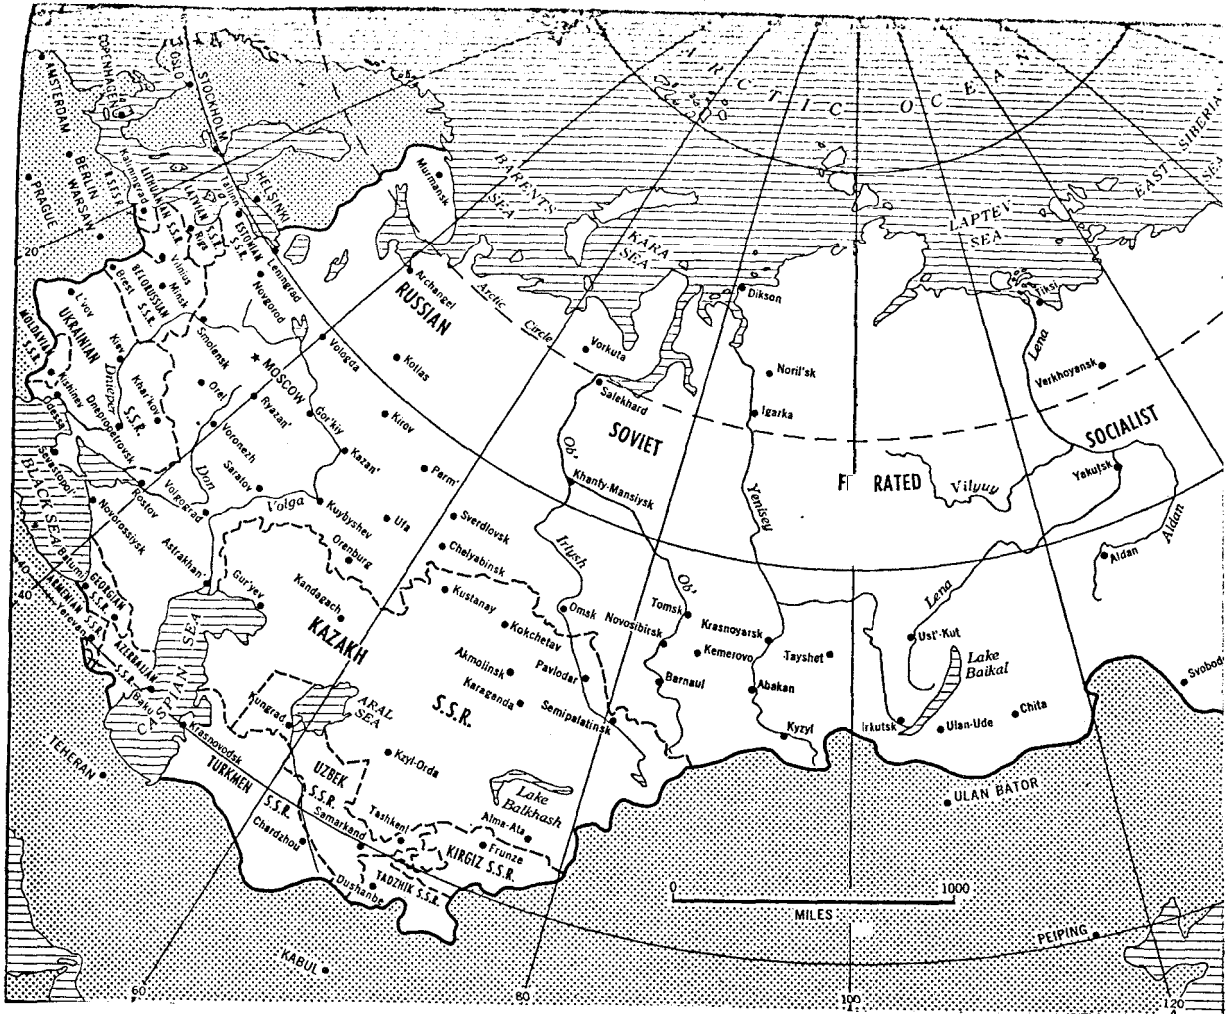 ARCTIC OCEAN
EAST SIBERIAN SEA
BARENTS SEA
KARA SEA
LAPTEV SEA
OSLO
COPENHAGEN
STOCKHOLM
AMSTERDAM
BERLIN
WARSAW
PRAGUE
HELSINKI
Murmansk
Kaliningrad
R.S.F.S.R.
LITHUANIAN S.S.R.
LATVIAN S.S.R.
Riga
Tallinn
ESTONIAN S.S.R.
Leningrad
Novgorod
Vilnius
Minsk
Brest
BELORUSSIAN S.S.R.
L'vov
UKRAINIAN S.S.R.
MOLDAVIA S.S.R.
Kiev
Dnieper
Khar'kov
Kishinev
Odessa
Dnepropetrovsk
Smolensk
MOSCOW
Orel
Ryazan'
Gor'kiy
Voronezh
Don
Saratov
Volga
Sevastopol'
BLACK SEA
Rostov
Volgograd
Novorossiysk
Astrakhan'
Batumi
GEORGIAN S.S.R.
ARMENIAN S.S.R.
Yerevan
AZERBAIJAN S.S.R.
Baku
CASPIAN SEA
Krasnovodsk
TEHERAN
TURKMEN S.S.R.
Chardzhou
Samarkand
UZBEK S.S.R.
Kungrad
ARAL SEA
Tashkent
Dushanbe
TADZHIK S.S.R.
KIRGIZ S.S.R.
Frunze
Alma-Ata
Lake Balkhash
Kzyl-Orda
KABUL
Archangel
Arctic Circle
Vologda
Kotlas
Kirov
Kazan'
Perm'
Kuybyshev
Ufa
Orenburg
Sverdlovsk
Chelyabinsk
Gur'yev
Kandagach
Kustanay
Kokchetav
KAZAKH S.S.R.
Akmolinsk
Karaganda
Pavlodar
Semipalatinsk
Vorkuta
Salekhard
Ob'
Khanty-Mansiysk
Irtysh
Ob'
Omsk
Novosibirsk
Tomsk
Kemerovo
Barnaul
Krasnoyarsk
Abakan
Kyzyl
Tayshet
Dikson
Noril'sk
Igarka
Yenisey
RUSSIAN SOVIET
F RATED
SOCIALIST
Tiksi
Lena
Verkhoyansk
Yakutsk
Vilyuy
Aldan
Aldan
Lena
Ust'-Kut
Lake Baikal
Irkutsk
Ulan-Ude
Chita
Svobod
ULAN BATOR
PEIPING
0 1000
MILES
20
40
40
60
80
100
120